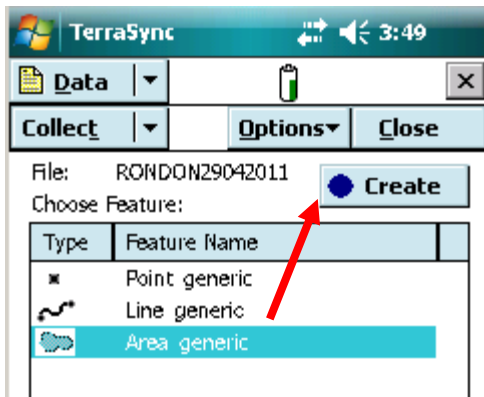 TerraSync 3:49
Data
Collect Options Close
File: RONDON29042011
Create
Choose Feature:
Type Feature Name
Point generic
Line generic
Area generic